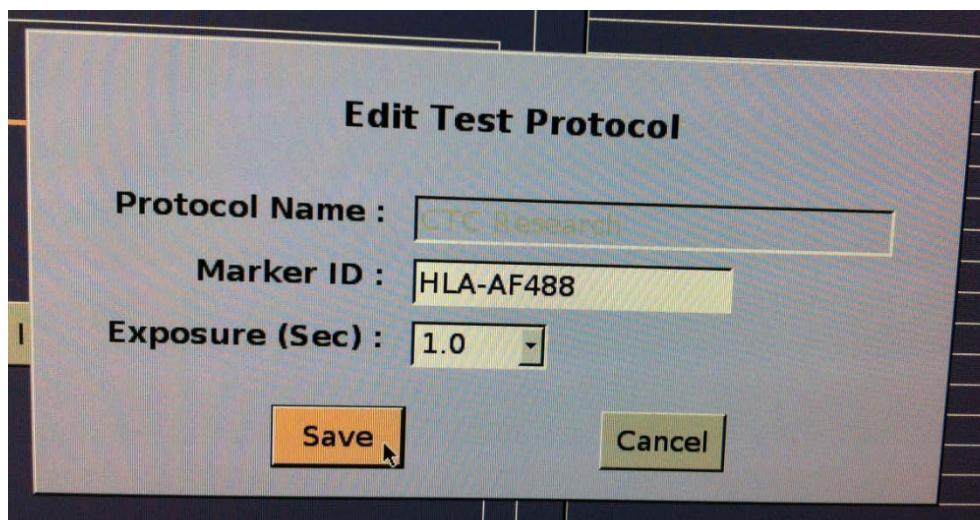 Edit Test Protocol
Protocol Name : CTC Research
Marker ID : HLA-AF488
Exposure (Sec) : 1.0
Save Cancel